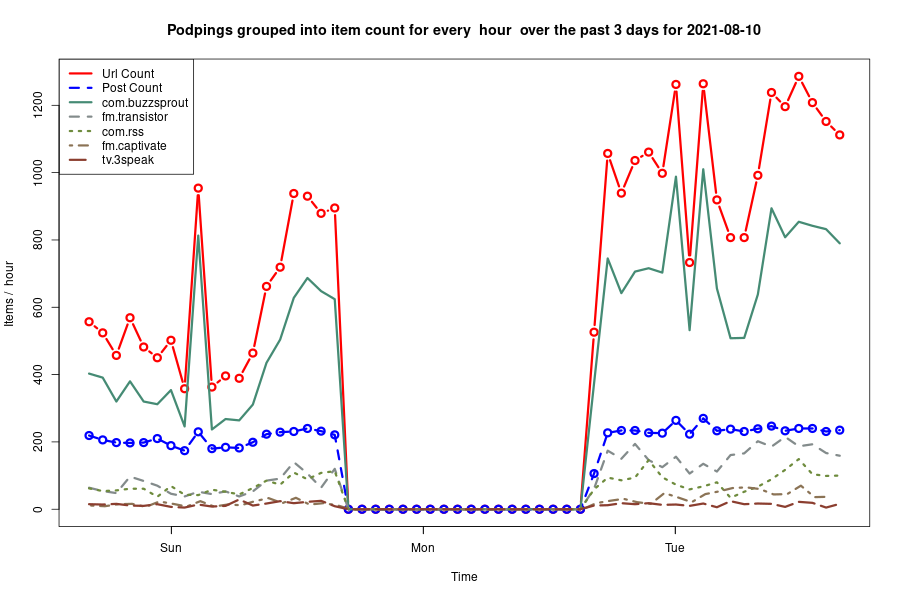 Podpings grouped into item count for every  hour  over the past 3 days for 2021-08-10
Url Count
Post Count
com.buzzsprout
fm.transistor
com.rss
fm.captivate
tv.3speak
Items /  hour
1200
1000
800
600
400
200
0
Sun Mon Tue
Time